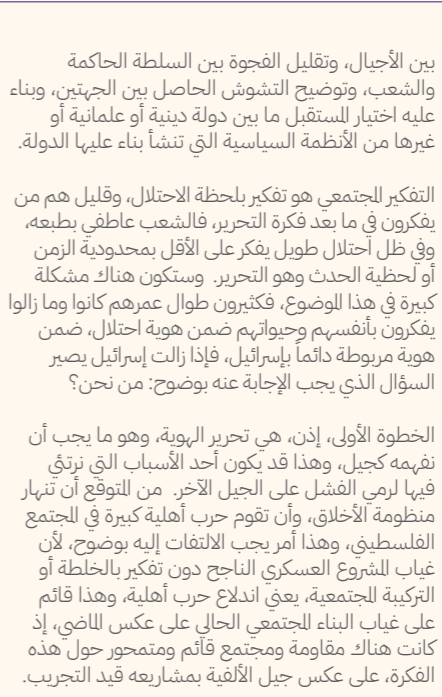 بين الأجيال، وتقليل الفجوة بين السلطة الحاكمة
والشعب، وتوضيح التشوش الحاصل بين الجهتين، وبناء
عليه اختيار المستقبل ما بين دولة دينية أو علمانية أو
غيرها من الأنظمة السياسية التي تنشأ بناء عليها الدولة.
التفكير المجتمعي هو تفكير بلحظة الاحتلال، وقليل هم من
يفكرون في ما بعد فكرة التحرير، فالشعب عاطفي بطبعه،
وفي ظل احتلال طويل يفكر على الأقل بمحدودية الزمن
أو لحظية الحدث وهو التحرير. وستكون هناك مشكلة
كبيرة في هذا الموضوع، فكثيرون طوال عمرهم كانوا وما زالوا
يفكرون بأنفسهم وحيواتهم ضمن هوية احتلال، ضمن
هوية مربوطة دائماً بإسرائيل، فإذا زالت إسرائيل يصير
السؤال الذي يجب الإجابة عنه بوضوح: من نحن؟
الخطوة الأولى، إذن، هي تحرير الهوية، وهو ما يجب أن
نفهمه كجيل، وهذا قد يكون أحد الأسباب التي نرتئي
فيها لرمي الفشل على الجيل الآخر. من المتوقع أن تنهار
منظومة الأخلاق، وأن تقوم حرب أهلية كبيرة في المجتمع
الفلسطيني، وهذا أمر يجب الالتفات إليه بوضوح، لأن
غياب المشروع العسكري الناجح دون تفكير بالخلطة أو
التركيبة المجتمعية، يعني اندلاع حرب أهلية، وهذا قائم
على غياب البناء المجتمعي الحالي على عكس الماضي، إذ
كانت هناك مقاومة ومجتمع قائم ومتمحور حول هذه
الفكرة، على عكس جيل الألفية بمشاريعه قيد التجريب.